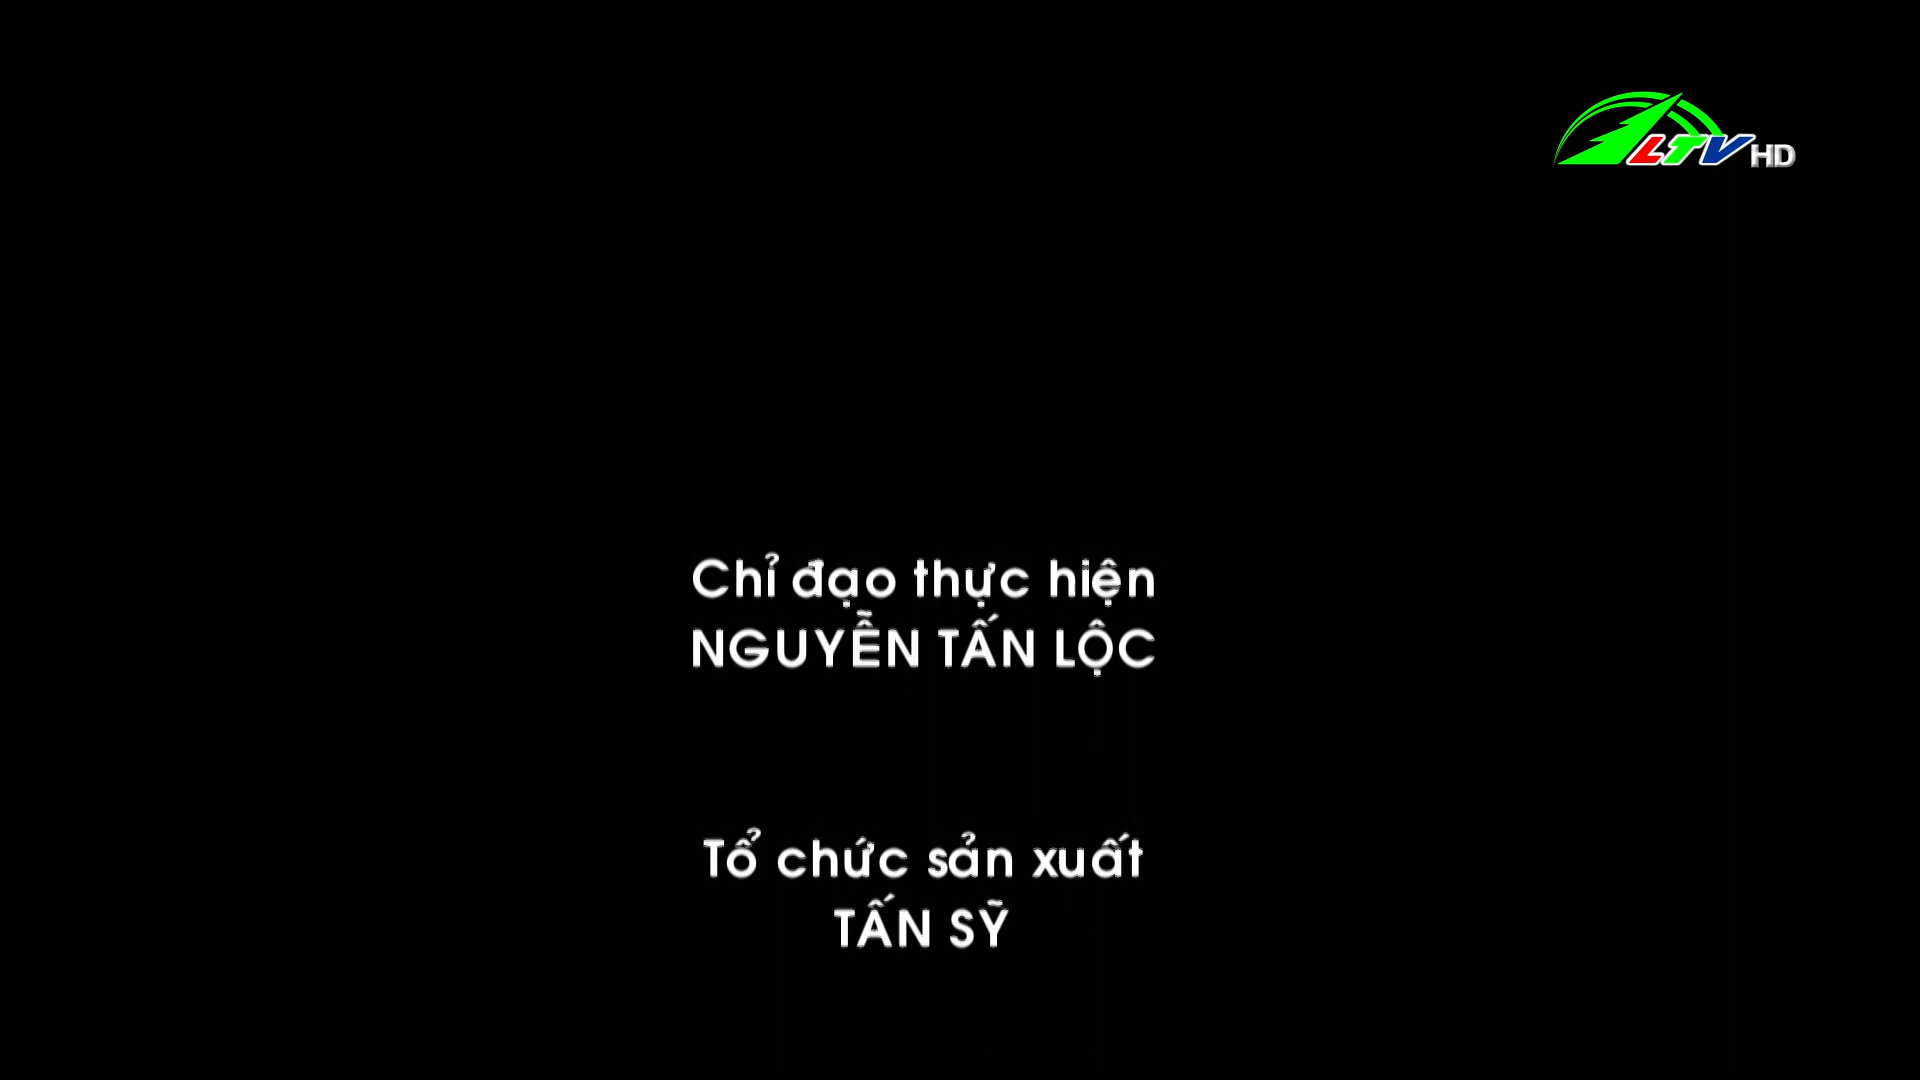 LTV HD
Chỉ đạo thực hiện
NGUYỄN TẤN LỘC
Tổ chức sản xuất
TẤN SỸ